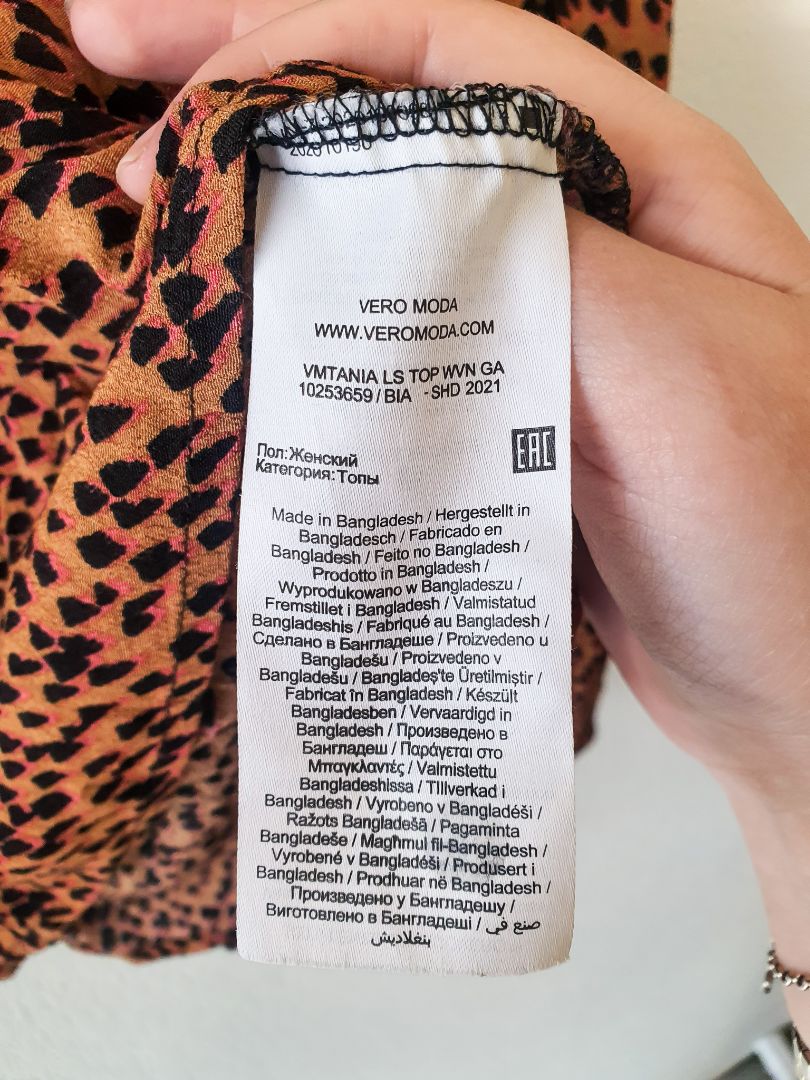 VERO MODA
WWW.VEROMODA.COM
VMTANIA LS TOP WVN GA
10253659 / BIA - SHD 2021
Пол:Женский
Категория:Топы
EAC
Made in Bangladesh / Hergestellt in
Bangladesch / Fabricado en
Bangladesh / Feito no Bangladesh /
Prodotto in Bangladesh /
Wyprodukowano w Bangladeszu /
Fremstillet i Bangladesh / Valmistatud
Bangladeshis / Fabriqué au Bangladesh /
Сделано в Бангладеше / Proizvedeno u
Bangladešu / Proizvedeno v
Bangladešu / Bangladeş'te Üretilmiştir /
Fabricat în Bangladesh / Készült
Bangladesben / Vervaardigd in
Bangladesh / Произведено в
Бангладеш / Παράγεται στο
Μπαγκλαντές / Valmistettu
Bangladeshissa / Tillverkad i
Bangladesh / Vyrobeno v Bangladéši /
Ražots Bangladešā / Pagaminta
Bangladeše / Magħmul fil-Bangladesh /
Vyrobené v Bangladéši / Produsert i
Bangladesh / Prodhuar në Bangladesh /
Произведено у Бангладешу /
Виготовлено в Бангладеші / صنع في
بنغلاديش